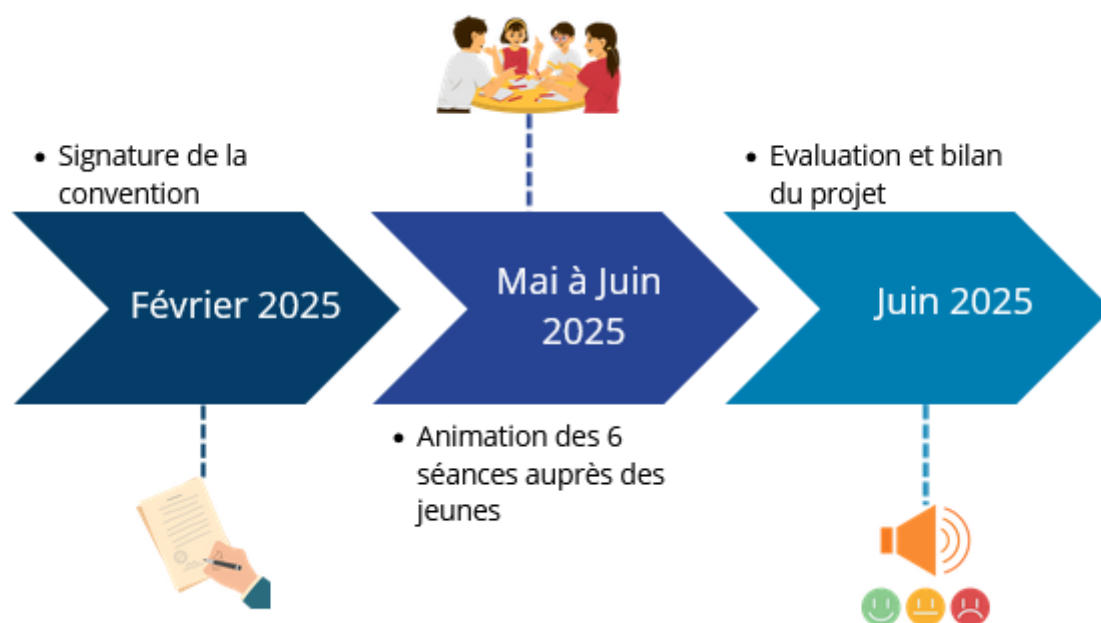 • Signature de la
convention
Février 2025
Mai à Juin
2025
• Animation des 6
séances auprès des
jeunes
• Evaluation et bilan
du projet
Juin 2025